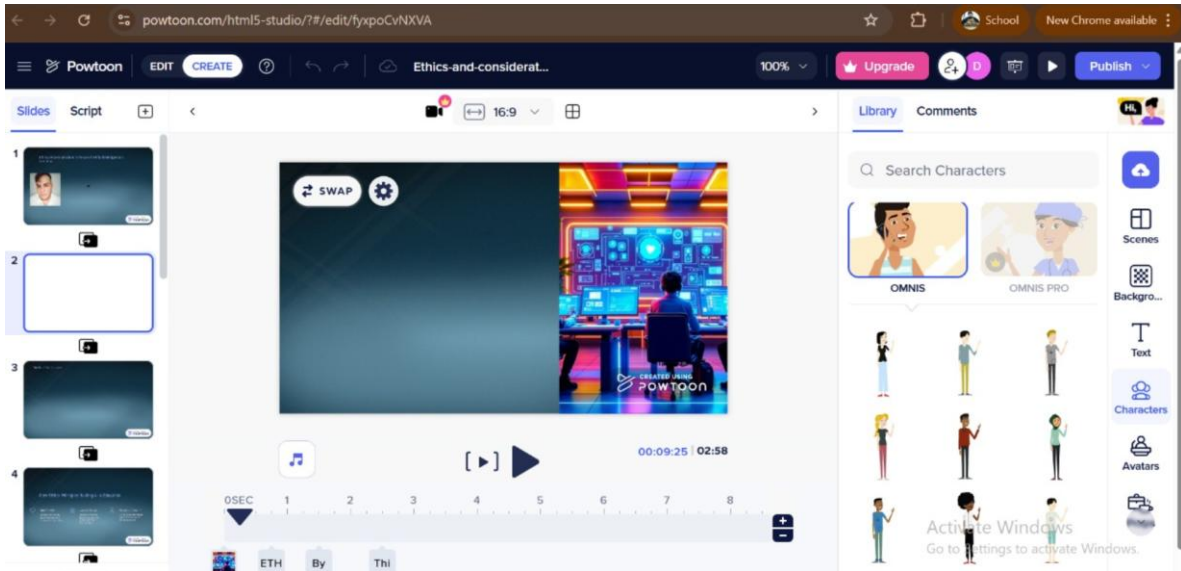 powtoon.com/html5-studio/?#/edit/fyxpoCvNXVA
School
New Chrome available
Powtoon
EDIT
CREATE
Ethics-and-considerat...
100%
Upgrade
D
Publish
Slides
Script
16:9
Library
Comments
Hi,
1
SWAP
Search Characters
Scenes
OMNIS
OMNIS PRO
2
Backgro...
Text
CREATED USING
POWTOON
3
Characters
00:09:25 | 02:58
Avatars
4
0SEC 1 2 3 4 5 6 7 8
ETH
By
Thi
Activate Windows
Go to Settings to activate Windows.